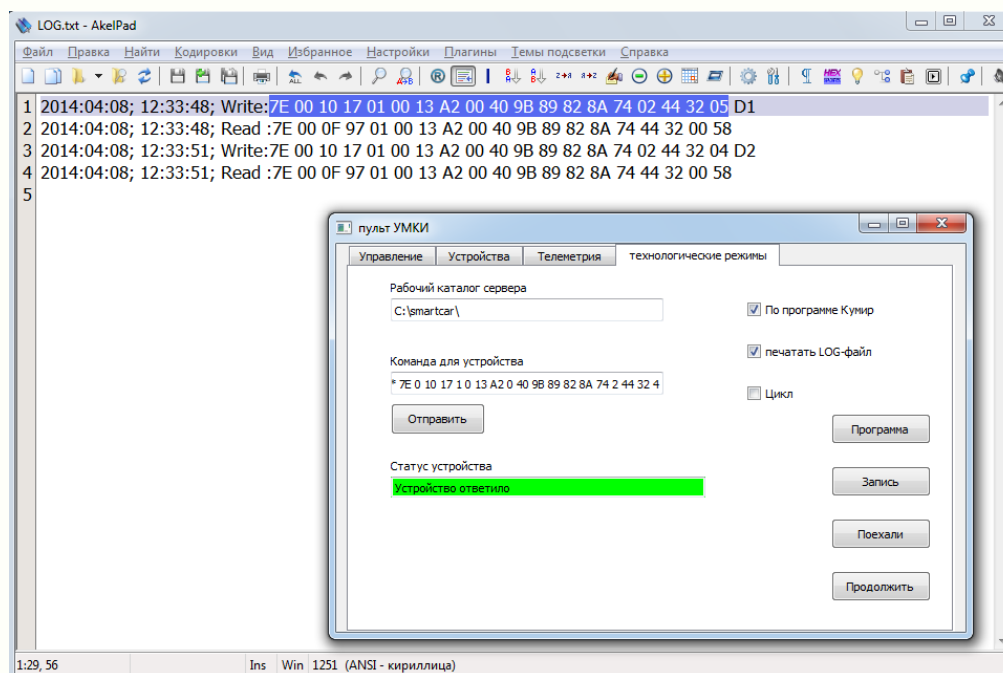 LOG.txt - AkelPad
Файл Правка Найти Кодировки Вид Избранное Настройки Плагины Темы подсветки Справка
1 2014:04:08; 12:33:48; Write:7E 00 10 17 01 00 13 A2 00 40 9B 89 82 8A 74 02 44 32 05 D1
2 2014:04:08; 12:33:48; Read :7E 00 0F 97 01 00 13 A2 00 40 9B 89 82 8A 74 44 32 00 58
3 2014:04:08; 12:33:51; Write:7E 00 10 17 01 00 13 A2 00 40 9B 89 82 8A 74 02 44 32 04 D2
4 2014:04:08; 12:33:51; Read :7E 00 0F 97 01 00 13 A2 00 40 9B 89 82 8A 74 44 32 00 58
5
пульт УМКИ
Управление Устройства Телеметрия технологические режимы
Рабочий каталог сервера
C:\smartcar\
По программе Кумир
печатать LOG-файл
Команда для устройства
* 7E 0 10 17 1 0 13 A2 0 40 9B 89 82 8A 74 2 44 32 4
Цикл
Отправить
Программа
Статус устройства
Устройство ответило
Запись
Поехали
Продолжить
1:29, 56 Ins Win 1251 (ANSI - кириллица)